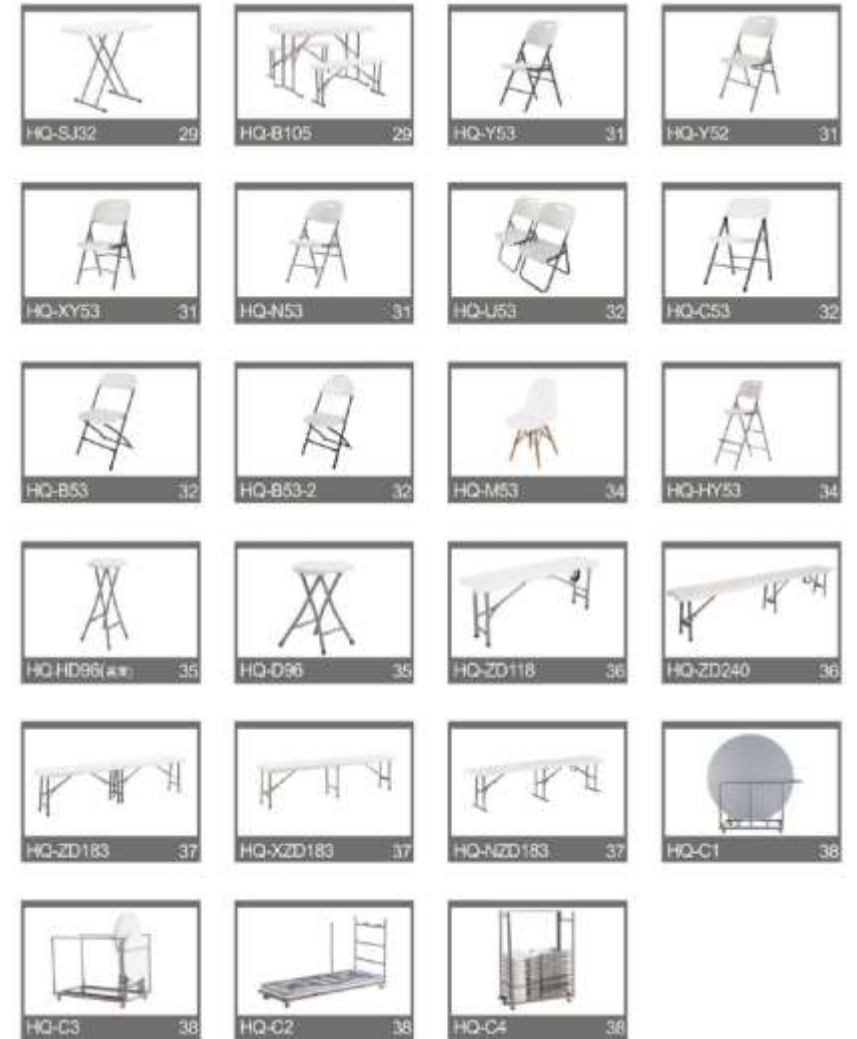 HQ-SJ32 29
HQ-B105 29
HQ-Y53 31
HQ-Y52 31
HQ-XY53 31
HQ-N53 31
HQ-U53 32
HQ-C53 32
HQ-B53 32
HQ-B53-2 32
HQ-M53 34
HQ-HY53 34
HQ-HD96( 35
HQ-D96 35
HQ-ZD118 36
HQ-ZD240 36
HQ-ZD183 37
HQ-XZD183 37
HQ-NZD183 37
HQ-C1 38
HQ-C3 38
HQ-C2 38
HQ-C4 38